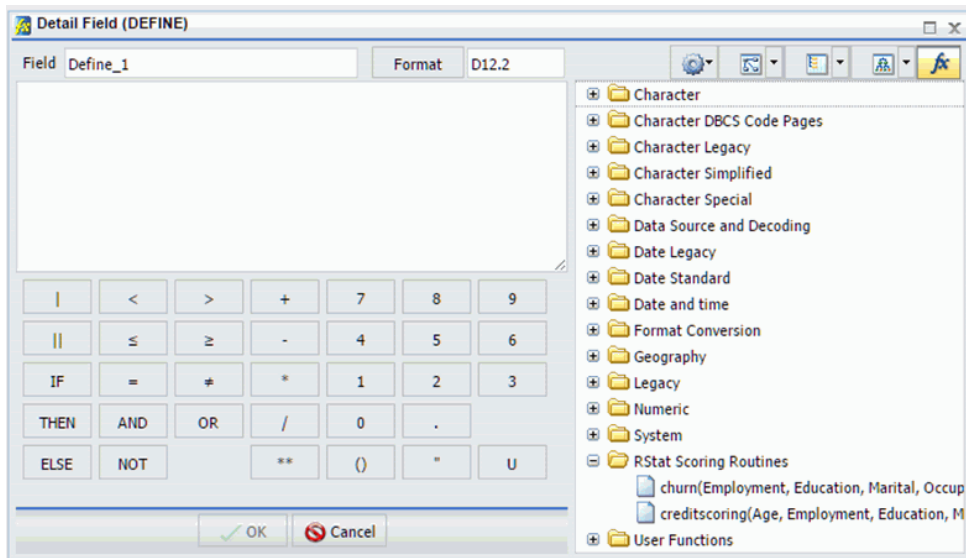 Detail Field (DEFINE)
Field Define_1 Format D12.2
fx
Character
Character DBCS Code Pages
Character Legacy
Character Simplified
Character Special
Data Source and Decoding
Date Legacy
Date Standard
Date and time
Format Conversion
Geography
Legacy
Numeric
System
RStat Scoring Routines
churn(Employment, Education, Marital, Occup
creditscoring(Age, Employment, Education, M
User Functions
| < > + 7 8 9
|| ≤ ≥ - 4 5 6
IF = ≠ * 1 2 3
THEN AND OR / 0 .
ELSE NOT ** () " U
OK Cancel